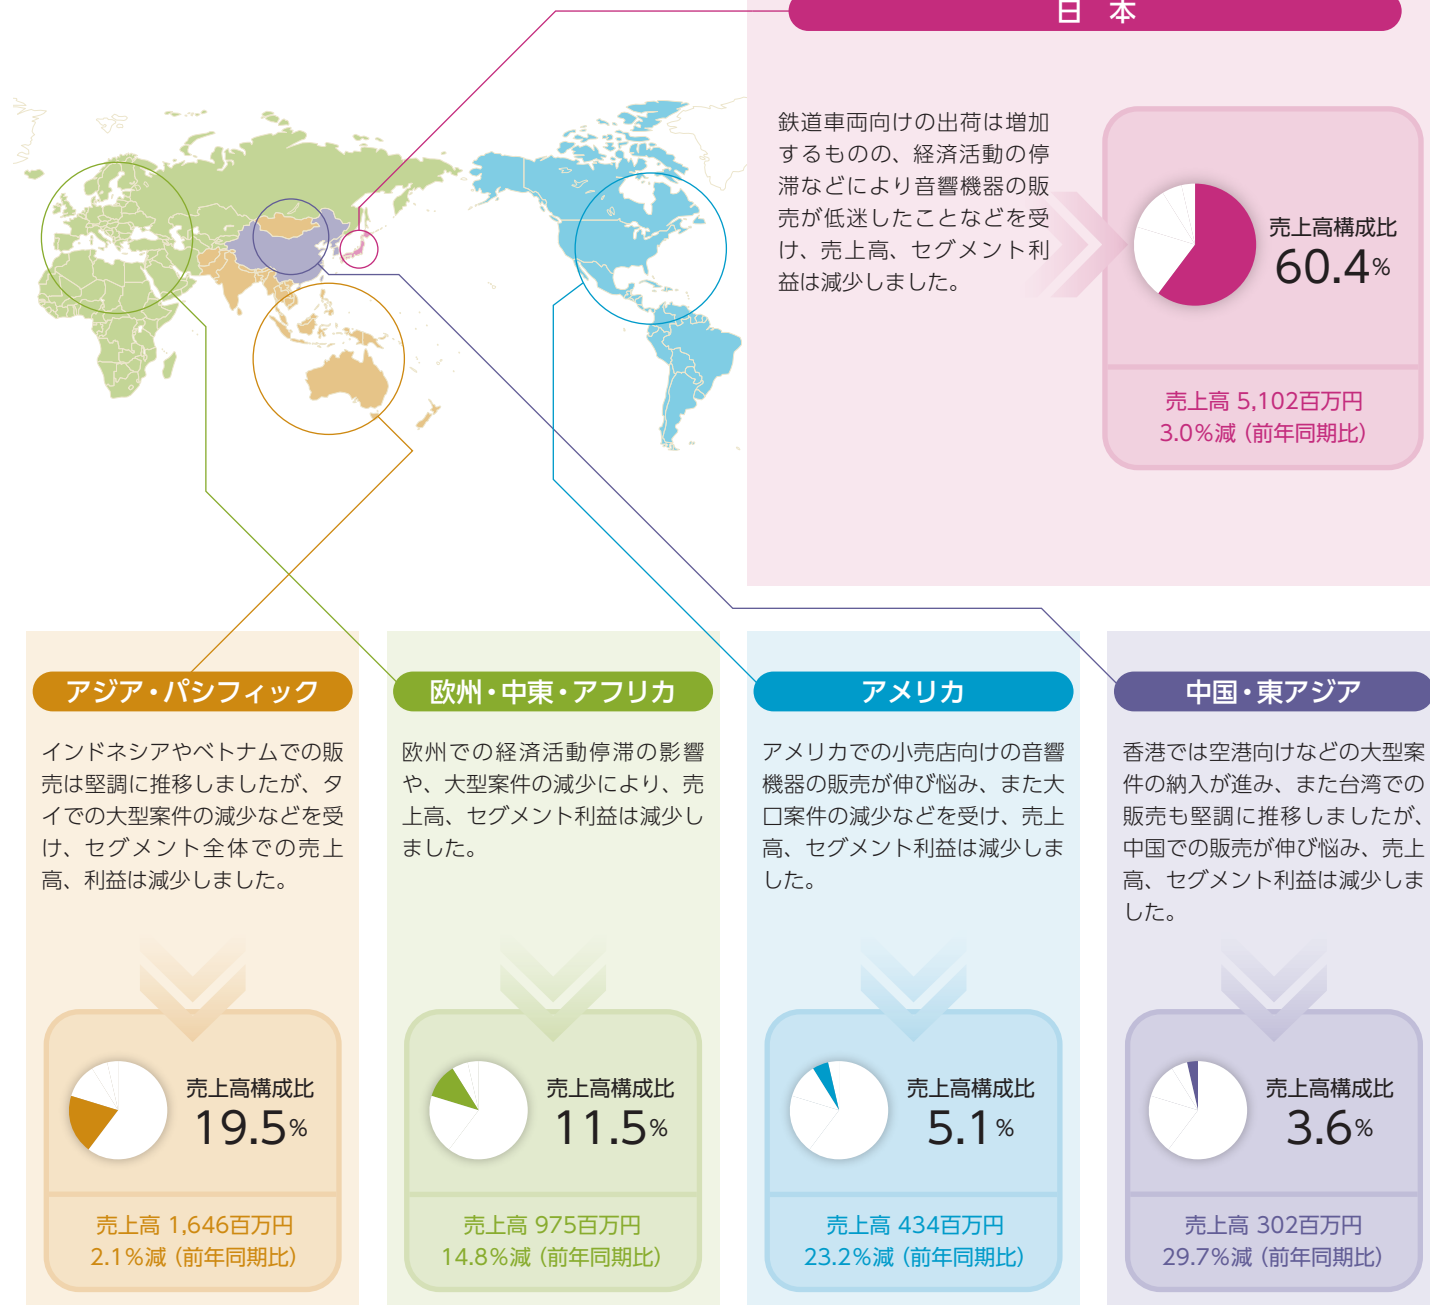 日 本
鉄道車両向けの出荷は増加
するものの、経済活動の停
滞などにより音響機器の販
売が低迷したことなどを受
け、売上高、セグメント利
益は減少しました。
売上高構成比
60.4%
売上高 5,102百万円
3.0%減（前年同期比）
アジア・パシフィック
インドネシアやベトナムでの販
売は堅調に推移しましたが、タ
イでの大型案件の減少などを受
け、セグメント全体での売上
高、利益は減少しました。
売上高構成比
19.5%
売上高 1,646百万円
2.1%減（前年同期比）
欧州・中東・アフリカ
欧州での経済活動停滞の影響
や、大型案件の減少により、売
上高、セグメント利益は減少し
ました。
売上高構成比
11.5%
売上高 975百万円
14.8%減（前年同期比）
アメリカ
アメリカでの小売店向けの音響
機器の販売が伸び悩み、また大
口案件の減少などを受け、売上
高、セグメント利益は減少しま
した。
売上高構成比
5.1%
売上高 434百万円
23.2%減（前年同期比）
中国・東アジア
香港では空港向けなどの大型案
件の納入が進み、また台湾での
販売も堅調に推移しましたが、
中国での販売が伸び悩み、売上
高、セグメント利益は減少しま
した。
売上高構成比
3.6%
売上高 302百万円
29.7%減（前年同期比）